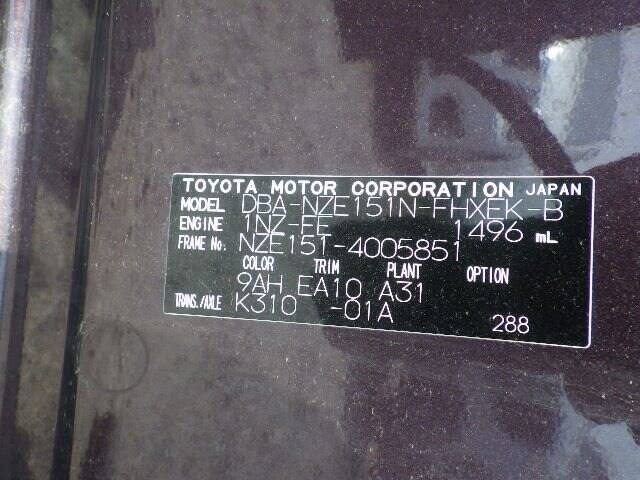 TOYOTA MOTOR CORPORATION JAPAN
MODEL DBA-NZE151N-FHXEK-B
ENGINE 1NZ-FE 1496 mL
FRAME No. NZE151-4005851
COLOR TRIM PLANT OPTION
9AH EA10 A31
TRANS./AXLE K310 -01A
288